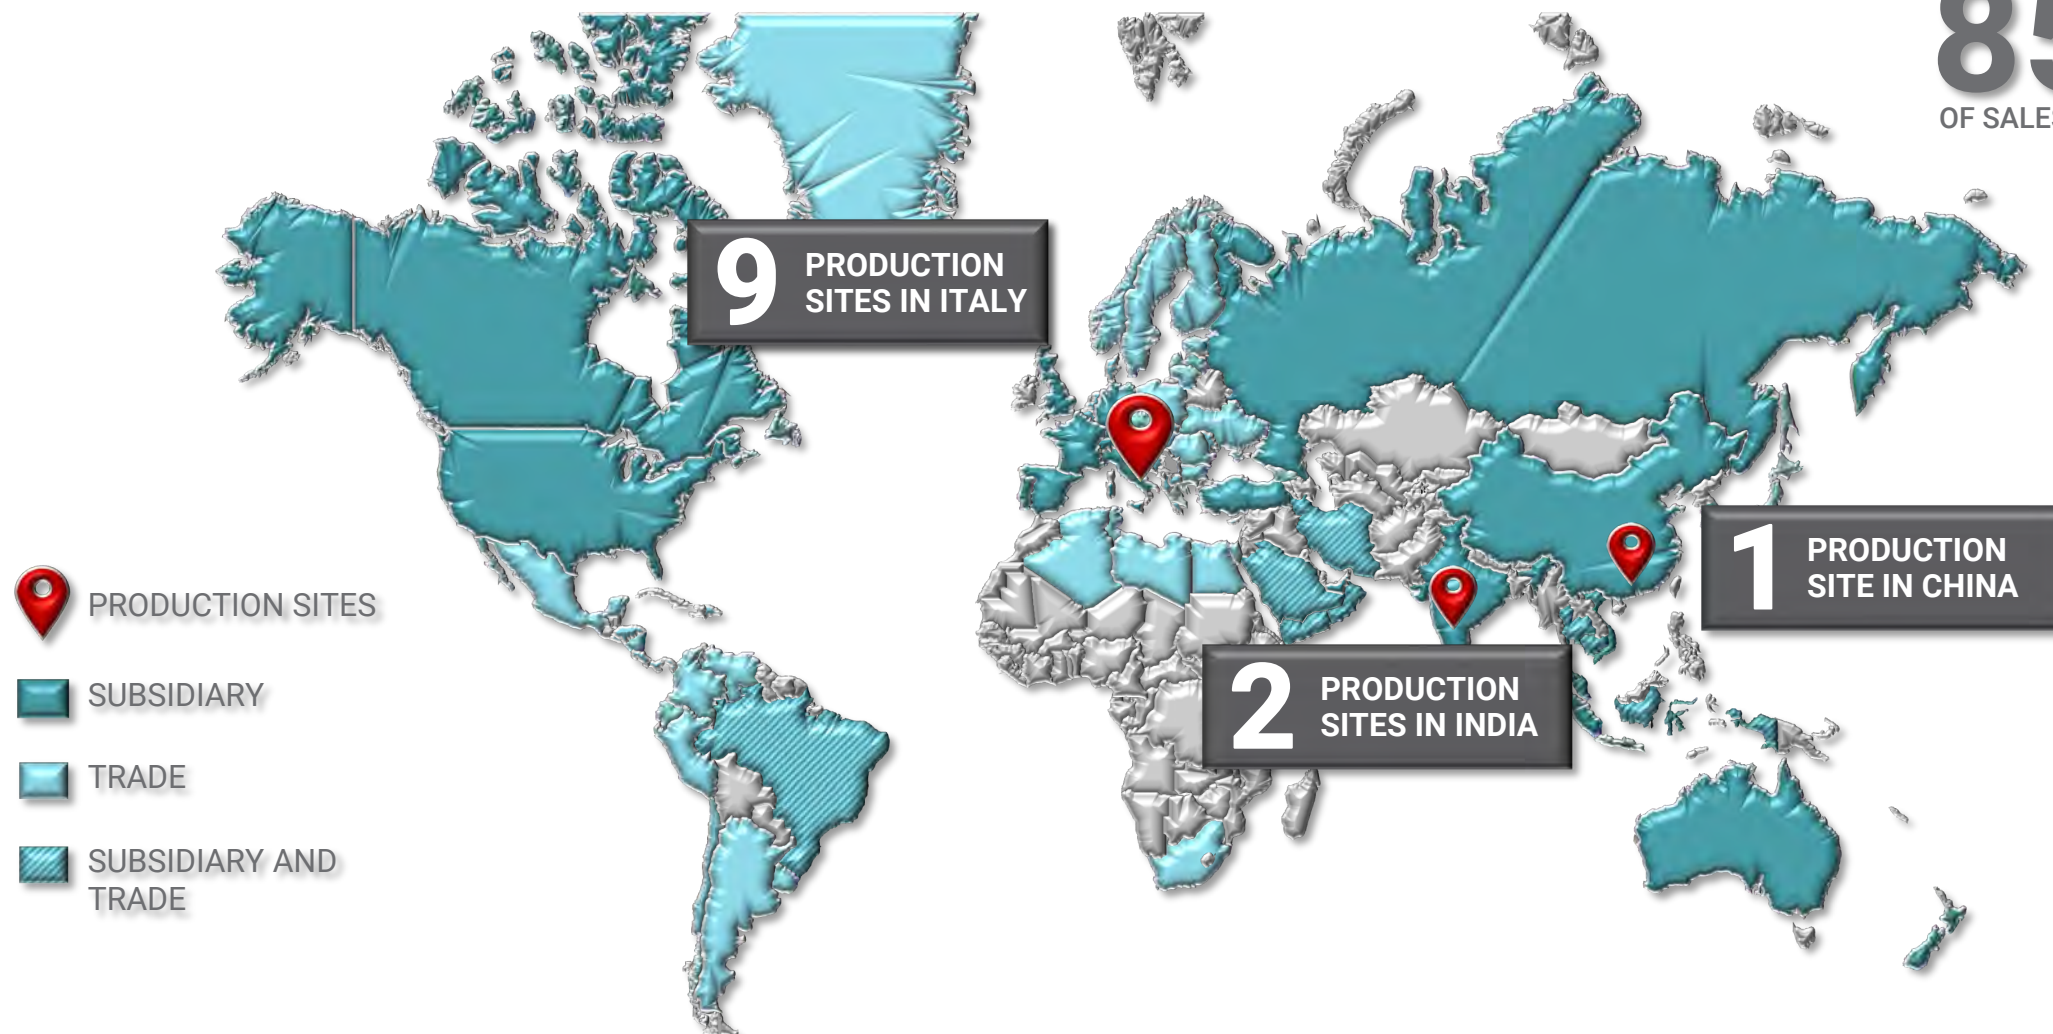 85
OF SALES
9
PRODUCTION
SITES IN ITALY
1
PRODUCTION
SITE IN CHINA
2
PRODUCTION
SITES IN INDIA
PRODUCTION SITES
SUBSIDIARY
TRADE
SUBSIDIARY AND
TRADE